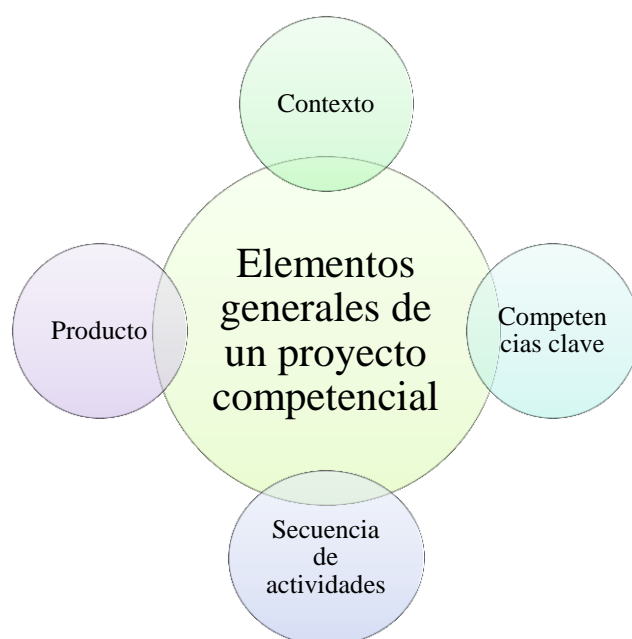 Contexto
Elementos
generales de
un proyecto
competencial
Producto
Competen
cias clave
Secuencia
de
actividades